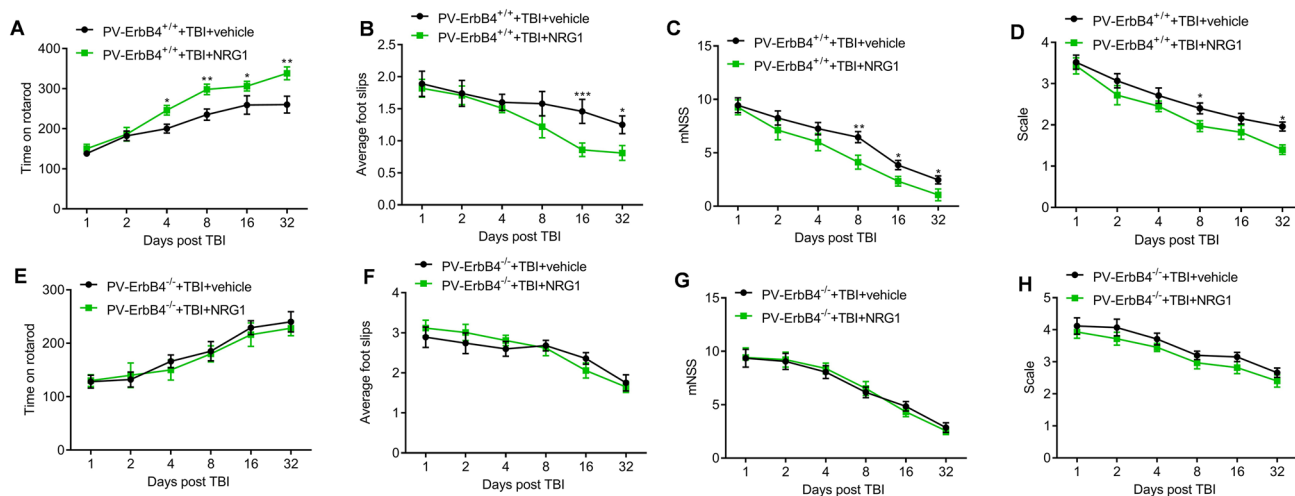 A
PV-ErbB4+/++TBI+vehicle
PV-ErbB4+/++TBI+NRG1
400
300
200
100
0
Time on rotarod
* ** * **
1 2 4 8 16 32
Days post TBI
B
PV-ErbB4+/++TBI+vehicle
PV-ErbB4+/++TBI+NRG1
2.5
2.0
1.5
1.0
0.5
0.0
Average foot slips
*** *
1 2 4 8 16 32
Days post TBI
C
PV-ErbB4+/++TBI+vehicle
PV-ErbB4+/++TBI+NRG1
15
10
5
0
mNSS
** * *
1 2 4 8 16 32
Days post TBI
D
PV-ErbB4+/++TBI+vehicle
PV-ErbB4+/++TBI+NRG1
4
3
2
1
0
Scale
* *
1 2 4 8 16 32
Days post TBI
E
PV-ErbB4-/-+TBI+vehicle
PV-ErbB4-/-+TBI+NRG1
300
200
100
0
Time on rotarod
1 2 4 8 16 32
Days post TBI
F
PV-ErbB4-/-+TBI+vehicle
PV-ErbB4-/-+TBI+NRG1
4
3
2
1
0
Average foot slips
1 2 4 8 16 32
Days post TBI
G
PV-ErbB4-/-+TBI+vehicle
PV-ErbB4-/-+TBI+NRG1
15
10
5
0
mNSS
1 2 4 8 16 32
Days post TBI
H
PV-ErbB4-/-+TBI+vehicle
PV-ErbB4-/-+TBI+NRG1
5
4
3
2
1
0
Scale
1 2 4 8 16 32
Days post TBI